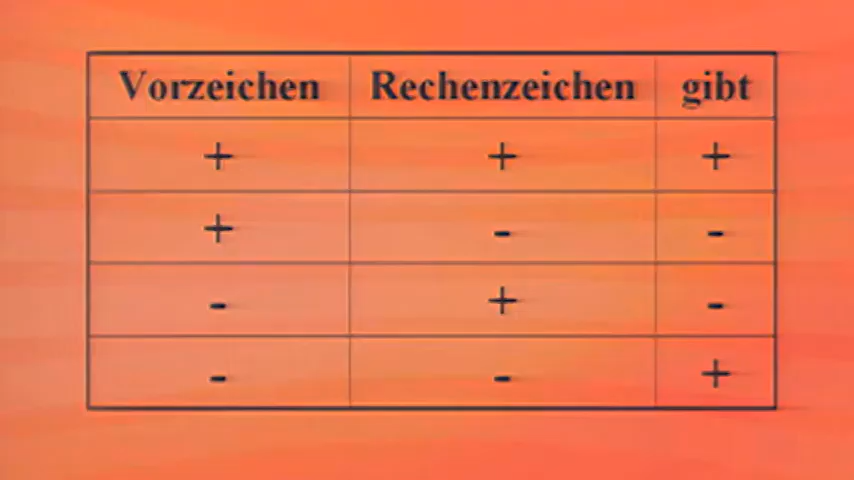 Vorzeichen Rechenzeichen gibt
+ + +
+ - -
- + -
- - +